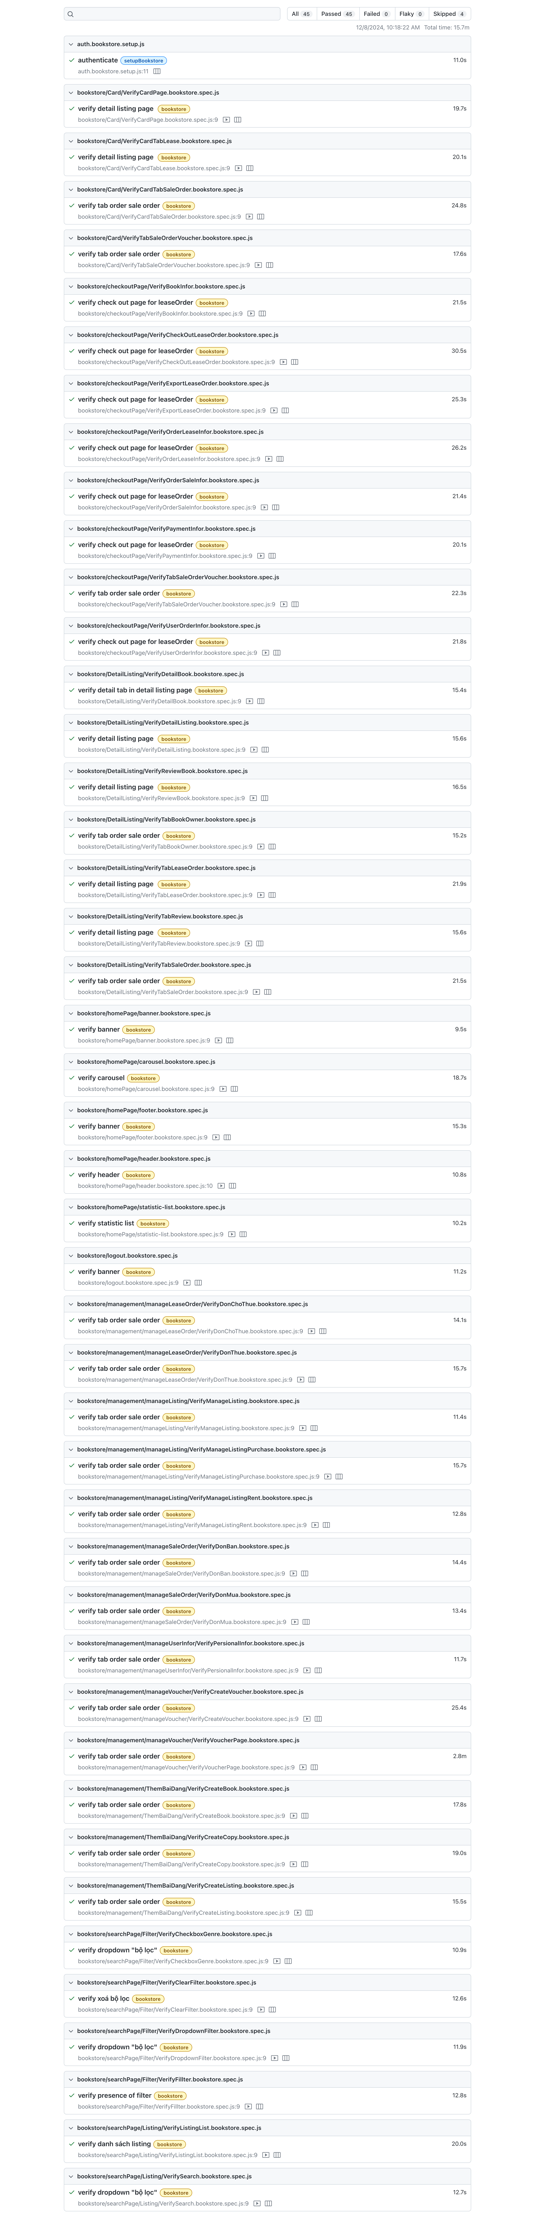 All 45 Passed 45 Failed 0 Flaky 0 Skipped 4
12/8/2024, 10:18:22 AM Total time: 15.7m
auth.bookstore.setup.js
authenticate setupBookstore 11.0s
auth.bookstore.setup.js:11
bookstore/Card/VerifyCardPage.bookstore.spec.js
verify detail listing page bookstore 19.7s
bookstore/Card/VerifyCardPage.bookstore.spec.js:9
bookstore/Card/VerifyCardTabLease.bookstore.spec.js
verify detail listing page bookstore 20.1s
bookstore/Card/VerifyCardTabLease.bookstore.spec.js:9
bookstore/Card/VerifyCardTabSaleOrder.bookstore.spec.js
verify tab order sale order bookstore 24.8s
bookstore/Card/VerifyCardTabSaleOrder.bookstore.spec.js:9
bookstore/Card/VerifyTabSaleOrderVoucher.bookstore.spec.js
verify tab order sale order bookstore 17.6s
bookstore/Card/VerifyTabSaleOrderVoucher.bookstore.spec.js:9
bookstore/checkoutPage/VerifyBookInfor.bookstore.spec.js
verify check out page for leaseOrder bookstore 21.5s
bookstore/checkoutPage/VerifyBookInfor.bookstore.spec.js:9
bookstore/checkoutPage/VerifyCheckOutLeaseOrder.bookstore.spec.js
verify check out page for leaseOrder bookstore 30.5s
bookstore/checkoutPage/VerifyCheckOutLeaseOrder.bookstore.spec.js:9
bookstore/checkoutPage/VerifyExportLeaseOrder.bookstore.spec.js
verify check out page for leaseOrder bookstore 25.3s
bookstore/checkoutPage/VerifyExportLeaseOrder.bookstore.spec.js:9
bookstore/checkoutPage/VerifyOrderLeaseInfor.bookstore.spec.js
verify check out page for leaseOrder bookstore 26.2s
bookstore/checkoutPage/VerifyOrderLeaseInfor.bookstore.spec.js:9
bookstore/checkoutPage/VerifyOrderSaleInfor.bookstore.spec.js
verify check out page for leaseOrder bookstore 21.4s
bookstore/checkoutPage/VerifyOrderSaleInfor.bookstore.spec.js:9
bookstore/checkoutPage/VerifyPaymentInfor.bookstore.spec.js
verify check out page for leaseOrder bookstore 20.1s
bookstore/checkoutPage/VerifyPaymentInfor.bookstore.spec.js:9
bookstore/checkoutPage/VerifyTabSaleOrderVoucher.bookstore.spec.js
verify tab order sale order bookstore 22.3s
bookstore/checkoutPage/VerifyTabSaleOrderVoucher.bookstore.spec.js:9
bookstore/checkoutPage/VerifyUserOrderInfor.bookstore.spec.js
verify check out page for leaseOrder bookstore 21.8s
bookstore/checkoutPage/VerifyUserOrderInfor.bookstore.spec.js:9
bookstore/DetailListing/VerifyDetailBook.bookstore.spec.js
verify detail tab in detail listing page bookstore 15.4s
bookstore/DetailListing/VerifyDetailBook.bookstore.spec.js:9
bookstore/DetailListing/VerifyDetailListing.bookstore.spec.js
verify detail listing page bookstore 15.6s
bookstore/DetailListing/VerifyDetailListing.bookstore.spec.js:9
bookstore/DetailListing/VerifyReviewBook.bookstore.spec.js
verify detail listing page bookstore 16.5s
bookstore/DetailListing/VerifyReviewBook.bookstore.spec.js:9
bookstore/DetailListing/VerifyTabBookOwner.bookstore.spec.js
verify tab order sale order bookstore 15.2s
bookstore/DetailListing/VerifyTabBookOwner.bookstore.spec.js:9
bookstore/DetailListing/VerifyTabLeaseOrder.bookstore.spec.js
verify detail listing page bookstore 21.9s
bookstore/DetailListing/VerifyTabLeaseOrder.bookstore.spec.js:9
bookstore/DetailListing/VerifyTabReview.bookstore.spec.js
verify detail listing page bookstore 15.6s
bookstore/DetailListing/VerifyTabReview.bookstore.spec.js:9
bookstore/DetailListing/VerifyTabSaleOrder.bookstore.spec.js
verify tab order sale order bookstore 21.5s
bookstore/DetailListing/VerifyTabSaleOrder.bookstore.spec.js:9
bookstore/homePage/banner.bookstore.spec.js
verify banner bookstore 9.5s
bookstore/homePage/banner.bookstore.spec.js:9
bookstore/homePage/carousel.bookstore.spec.js
verify carousel bookstore 18.7s
bookstore/homePage/carousel.bookstore.spec.js:9
bookstore/homePage/footer.bookstore.spec.js
verify banner bookstore 15.3s
bookstore/homePage/footer.bookstore.spec.js:9
bookstore/homePage/header.bookstore.spec.js
verify header bookstore 10.8s
bookstore/homePage/header.bookstore.spec.js:10
bookstore/homePage/statistic-list.bookstore.spec.js
verify statistic list bookstore 10.2s
bookstore/homePage/statistic-list.bookstore.spec.js:9
bookstore/logout.bookstore.spec.js
verify banner bookstore 11.2s
bookstore/logout.bookstore.spec.js:9
bookstore/management/manageLeaseOrder/VerifyDonChoThue.bookstore.spec.js
verify tab order sale order bookstore 14.1s
bookstore/management/manageLeaseOrder/VerifyDonChoThue.bookstore.spec.js:9
bookstore/management/manageLeaseOrder/VerifyDonThue.bookstore.spec.js
verify tab order sale order bookstore 15.7s
bookstore/management/manageLeaseOrder/VerifyDonThue.bookstore.spec.js:9
bookstore/management/manageListing/VerifyManageListing.bookstore.spec.js
verify tab order sale order bookstore 11.4s
bookstore/management/manageListing/VerifyManageListing.bookstore.spec.js:9
bookstore/management/manageListing/VerifyManageListingPurchase.bookstore.spec.js
verify tab order sale order bookstore 15.7s
bookstore/management/manageListing/VerifyManageListingPurchase.bookstore.spec.js:9
bookstore/management/manageListing/VerifyManageListingRent.bookstore.spec.js
verify tab order sale order bookstore 12.8s
bookstore/management/manageListing/VerifyManageListingRent.bookstore.spec.js:9
bookstore/management/manageSaleOrder/VerifyDonBan.bookstore.spec.js
verify tab order sale order bookstore 14.4s
bookstore/management/manageSaleOrder/VerifyDonBan.bookstore.spec.js:9
bookstore/management/manageSaleOrder/VerifyDonMua.bookstore.spec.js
verify tab order sale order bookstore 13.4s
bookstore/management/manageSaleOrder/VerifyDonMua.bookstore.spec.js:9
bookstore/management/manageUserInfor/VerifyPersionalInfor.bookstore.spec.js
verify tab order sale order bookstore 11.7s
bookstore/management/manageUserInfor/VerifyPersionalInfor.bookstore.spec.js:9
bookstore/management/manageVoucher/VerifyCreateVoucher.bookstore.spec.js
verify tab order sale order bookstore 25.4s
bookstore/management/manageVoucher/VerifyCreateVoucher.bookstore.spec.js:9
bookstore/management/manageVoucher/VerifyVoucherPage.bookstore.spec.js
verify tab order sale order bookstore 2.8m
bookstore/management/manageVoucher/VerifyVoucherPage.bookstore.spec.js:9
bookstore/management/ThemBaiDang/VerifyCreateBook.bookstore.spec.js
verify tab order sale order bookstore 17.8s
bookstore/management/ThemBaiDang/VerifyCreateBook.bookstore.spec.js:9
bookstore/management/ThemBaiDang/VerifyCreateCopy.bookstore.spec.js
verify tab order sale order bookstore 19.0s
bookstore/management/ThemBaiDang/VerifyCreateCopy.bookstore.spec.js:9
bookstore/management/ThemBaiDang/VerifyCreateListing.bookstore.spec.js
verify tab order sale order bookstore 15.5s
bookstore/management/ThemBaiDang/VerifyCreateListing.bookstore.spec.js:9
bookstore/searchPage/Filter/VerifyCheckboxGenre.bookstore.spec.js
verify dropdown "bộ lọc" bookstore 10.9s
bookstore/searchPage/Filter/VerifyCheckboxGenre.bookstore.spec.js:9
bookstore/searchPage/Filter/VerifyClearFilter.bookstore.spec.js
verify xoá bộ lọc bookstore 12.6s
bookstore/searchPage/Filter/VerifyClearFilter.bookstore.spec.js:9
bookstore/searchPage/Filter/VerifyDropdownFilter.bookstore.spec.js
verify dropdown "bộ lọc" bookstore 11.9s
bookstore/searchPage/Filter/VerifyDropdownFilter.bookstore.spec.js:9
bookstore/searchPage/Filter/VerifyFillter.bookstore.spec.js
verify presence of filter bookstore 12.8s
bookstore/searchPage/Filter/VerifyFillter.bookstore.spec.js:9
bookstore/searchPage/Listing/VerifyListingList.bookstore.spec.js
verify danh sách listing bookstore 20.0s
bookstore/searchPage/Listing/VerifyListingList.bookstore.spec.js:9
bookstore/searchPage/Listing/VerifySearch.bookstore.spec.js
verify dropdown "bộ lọc" bookstore 12.7s
bookstore/searchPage/Listing/VerifySearch.bookstore.spec.js:9